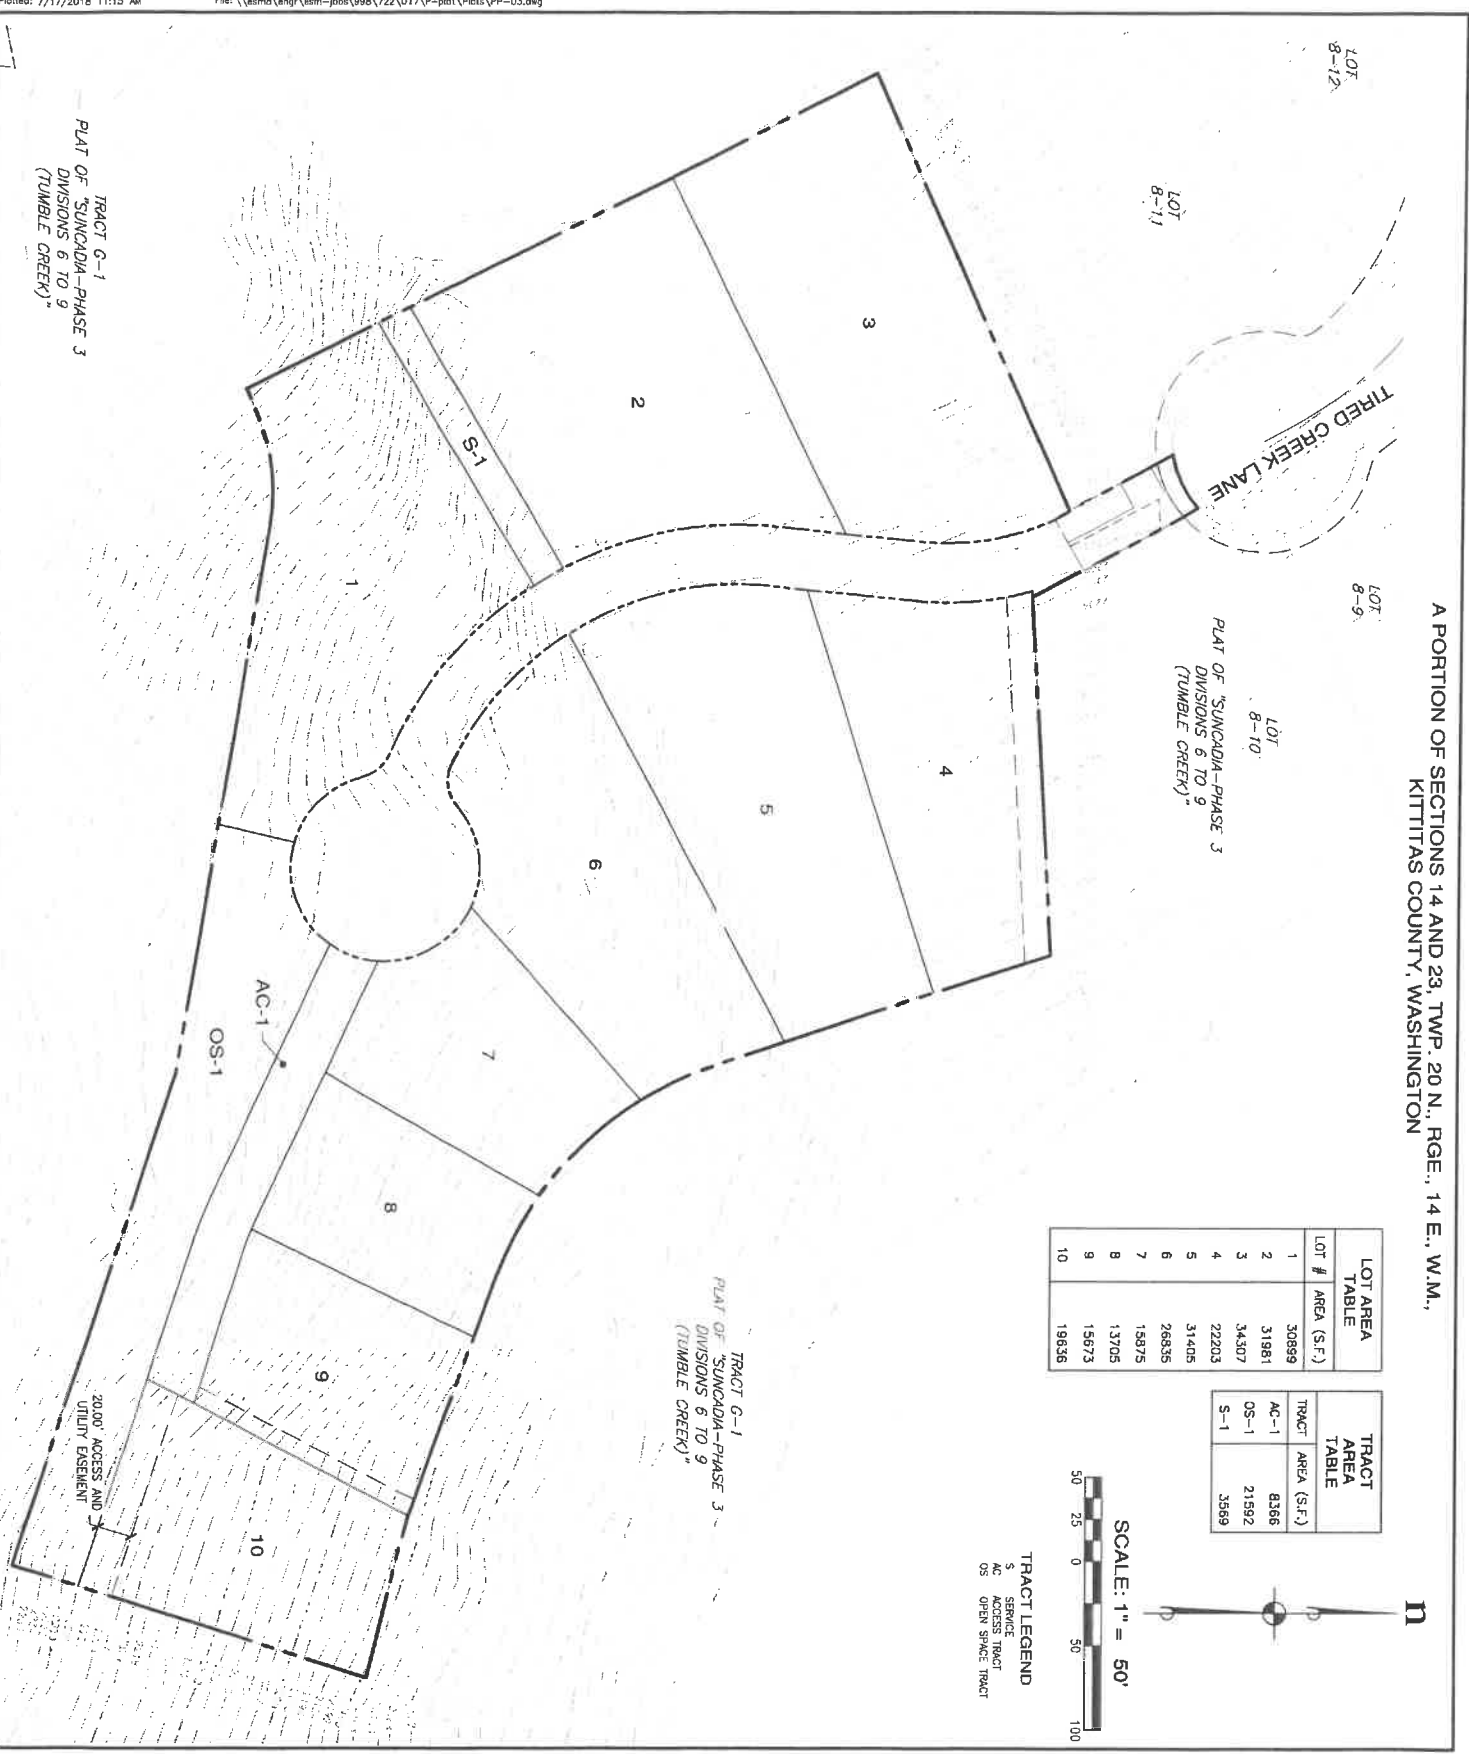 Plotted: 7/17/2018 11:15 AM
A PORTION OF SECTIONS 14 AND 23, TWP. 20 N., RGE., 14 E., W.M.,
KITTITAS COUNTY, WASHINGTON
LOT
8-12
LOT
8-11
TIRED CREEK LANE
LOT
8-9
LOT
8-10
PLAT OF "SUNCADIA-PHASE 3
DIVISIONS 6 TO 9
(TUMBLE CREEK)"
LOT AREA
TABLE
LOT # AREA (S.F.)
1 30899
2 31981
3 34307
4 22203
5 31405
6 26835
7 15875
8 13705
9 15673
10 19636
TRACT
AREA
TABLE
TRACT AREA (S.F.)
AC-1 8366
OS-1 21592
S-1 3569
n
SCALE: 1" = 50'
50 25 0 50 100
TRACT LEGEND
S SERVICE
AC ACCESS TRACT
OS OPEN SPACE TRACT
3
2
S-1
1
4
5
6
7
8
9
10
AC-1
OS-1
20.00' ACCESS AND
UTILITY EASEMENT
TRACT G-1
PLAT OF "SUNCADIA-PHASE 3
DIVISIONS 6 TO 9
(TUMBLE CREEK)"
TRACT G-1
PLAT OF "SUNCADIA-PHASE 3
DIVISIONS 6 TO 9
(TUMBLE CREEK)"